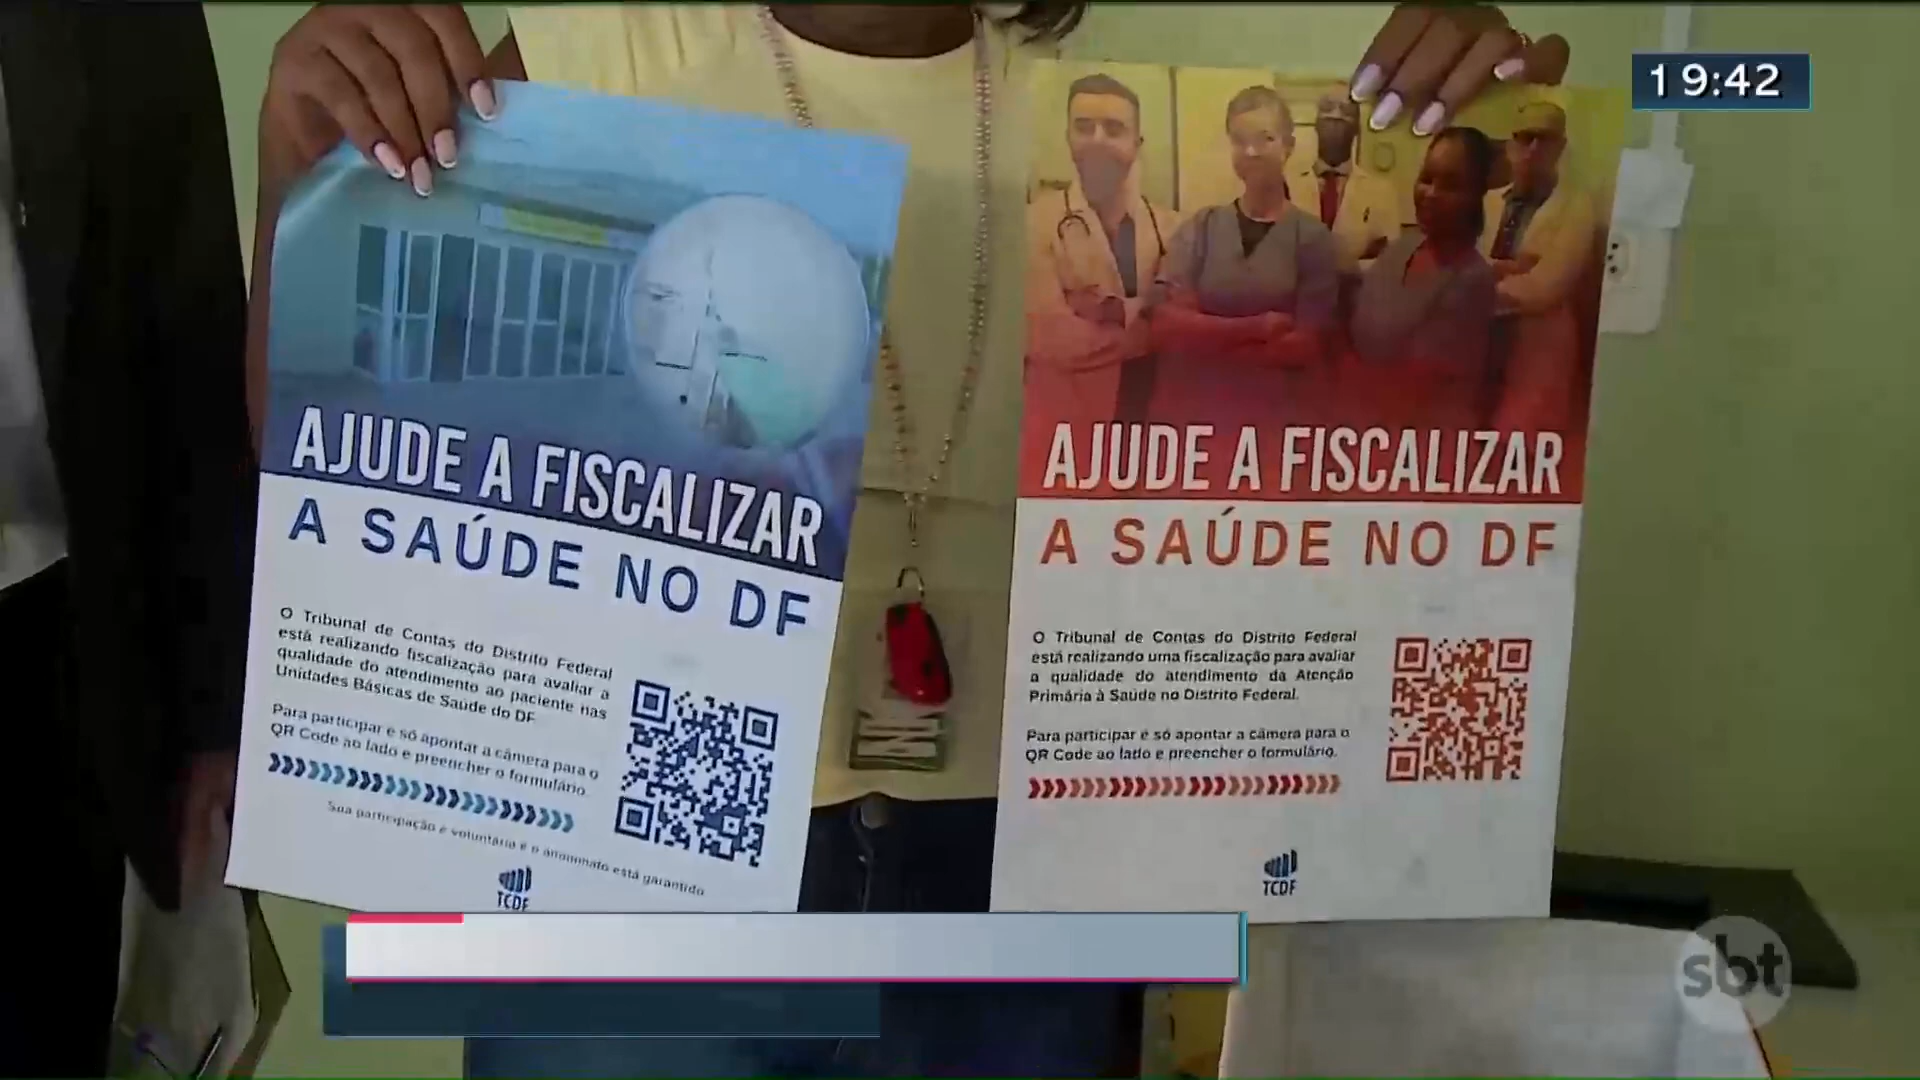 19:42
AJUDE A FISCALIZAR
A SAÚDE NO DF
O Tribunal de Contas do Distrito Federal
está realizando fiscalização para avaliar a
qualidade do atendimento ao paciente nas
Unidades Básicas de Saúde do DF.
Para participar é só apontar a câmera para o
QR Code ao lado e preencher o formulário.
Sua participação é voluntária e o anonimato está garantido
TCDF
AJUDE A FISCALIZAR
A SAÚDE NO DF
O Tribunal de Contas do Distrito Federal
está realizando uma fiscalização para avaliar
a qualidade do atendimento da Atenção
Primária à Saúde no Distrito Federal.
Para participar é só apontar a câmera para o
QR Code ao lado e preencher o formulário.
TCDF
sbt